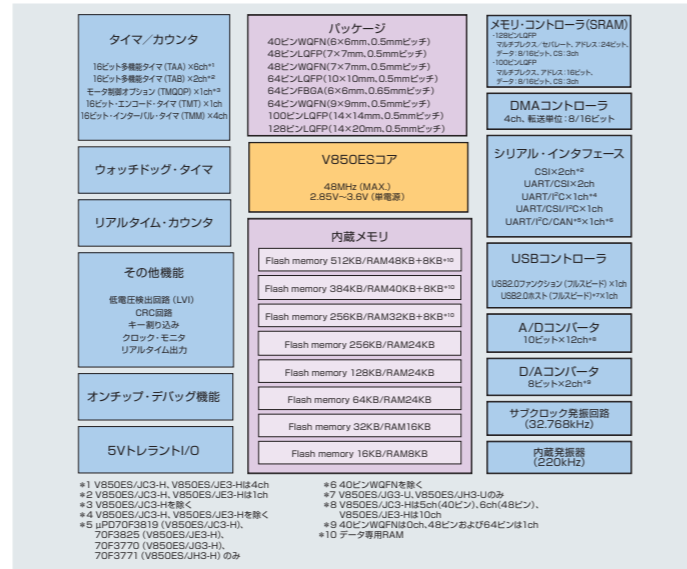 タイマ／カウンタ
16ビット多機能タイマ（TAA）×6ch*1
16ビット多機能タイマ（TAB）×2ch*2
モータ制御オプション（TMQOP）×1ch*3
16ビット・エンコード・タイマ（TMT）×1ch
16ビット・インターバル・タイマ（TMM）×4ch
ウォッチドッグ・タイマ
リアルタイム・カウンタ
その他機能
低電圧検出回路（LVI）
CRC回路
キー割り込み
クロック・モニタ
リアルタイム出力
オンチップ・デバッグ機能
5VトレラントI/O
パッケージ
40ピンWQFN（6×6mm、0.5mmピッチ）
48ピンLQFP（7×7mm、0.5mmピッチ）
48ピンWQFN（7×7mm、0.5mmピッチ）
64ピンLQFP（10×10mm、0.5mmピッチ）
64ピンFBGA（6×6mm、0.65mmピッチ）
64ピンWQFN（9×9mm、0.5mmピッチ）
100ピンLQFP（14×14mm、0.5mmピッチ）
128ピンLQFP（14×20mm、0.5mmピッチ）
V850ESコア
48MHz（MAX.）
2.85V～3.6V（単電源）
内蔵メモリ
Flash memory 512KB/RAM48KB+8KB*10
Flash memory 384KB/RAM40KB+8KB*10
Flash memory 256KB/RAM32KB+8KB*10
Flash memory 256KB/RAM24KB
Flash memory 128KB/RAM24KB
Flash memory 64KB/RAM24KB
Flash memory 32KB/RAM16KB
Flash memory 16KB/RAM8KB
メモリ・コントローラ（SRAM）
・128ピンLQFP
マルチプレクス/セパレート、アドレス：24ビット、
データ：8/16ビット、CS：3ch
・100ピンLQFP
マルチプレクス、アドレス：16ビット、
データ：8/16ビット、CS：3ch
DMAコントローラ
4ch、転送単位：8/16ビット
シリアル・インタフェース
CSI×2ch*2
UART/CSI×2ch
UART/I²C×1ch*4
UART/CSI/I²C×1ch
UART/I²C/CAN*5×1ch*6
USBコントローラ
USB2.0ファンクション（フルスピード）×1ch
USB2.0ホスト（フルスピード）*7×1ch
A/Dコンバータ
10ビット×12ch*8
D/Aコンバータ
8ビット×2ch*9
サブクロック発振回路
（32.768kHz）
内蔵発振器
（220kHz）
*1 V850ES/JC3-H、V850ES/JE3-Hは4ch
*2 V850ES/JC3-H、V850ES/JE3-Hは1ch
*3 V850ES/JC3-Hを除く
*4 V850ES/JC3-H、V850ES/JE3-Hを除く
*5 μPD70F3819（V850ES/JC3-H）、
70F3825（V850ES/JE3-H）、
70F3770（V850ES/JG3-H）、
70F3771（V850ES/JH3-H）のみ
*6 40ピンWQFNを除く
*7 V850ES/JG3-U、V850ES/JH3-Uのみ
*8 V850ES/JC3-Hは5ch（40ピン）、6ch（48ピン）、
V850ES/JE3-Hは10ch
*9 40ピンWQFNは0ch、48ピンおよび64ピンは1ch
*10 データ専用RAM